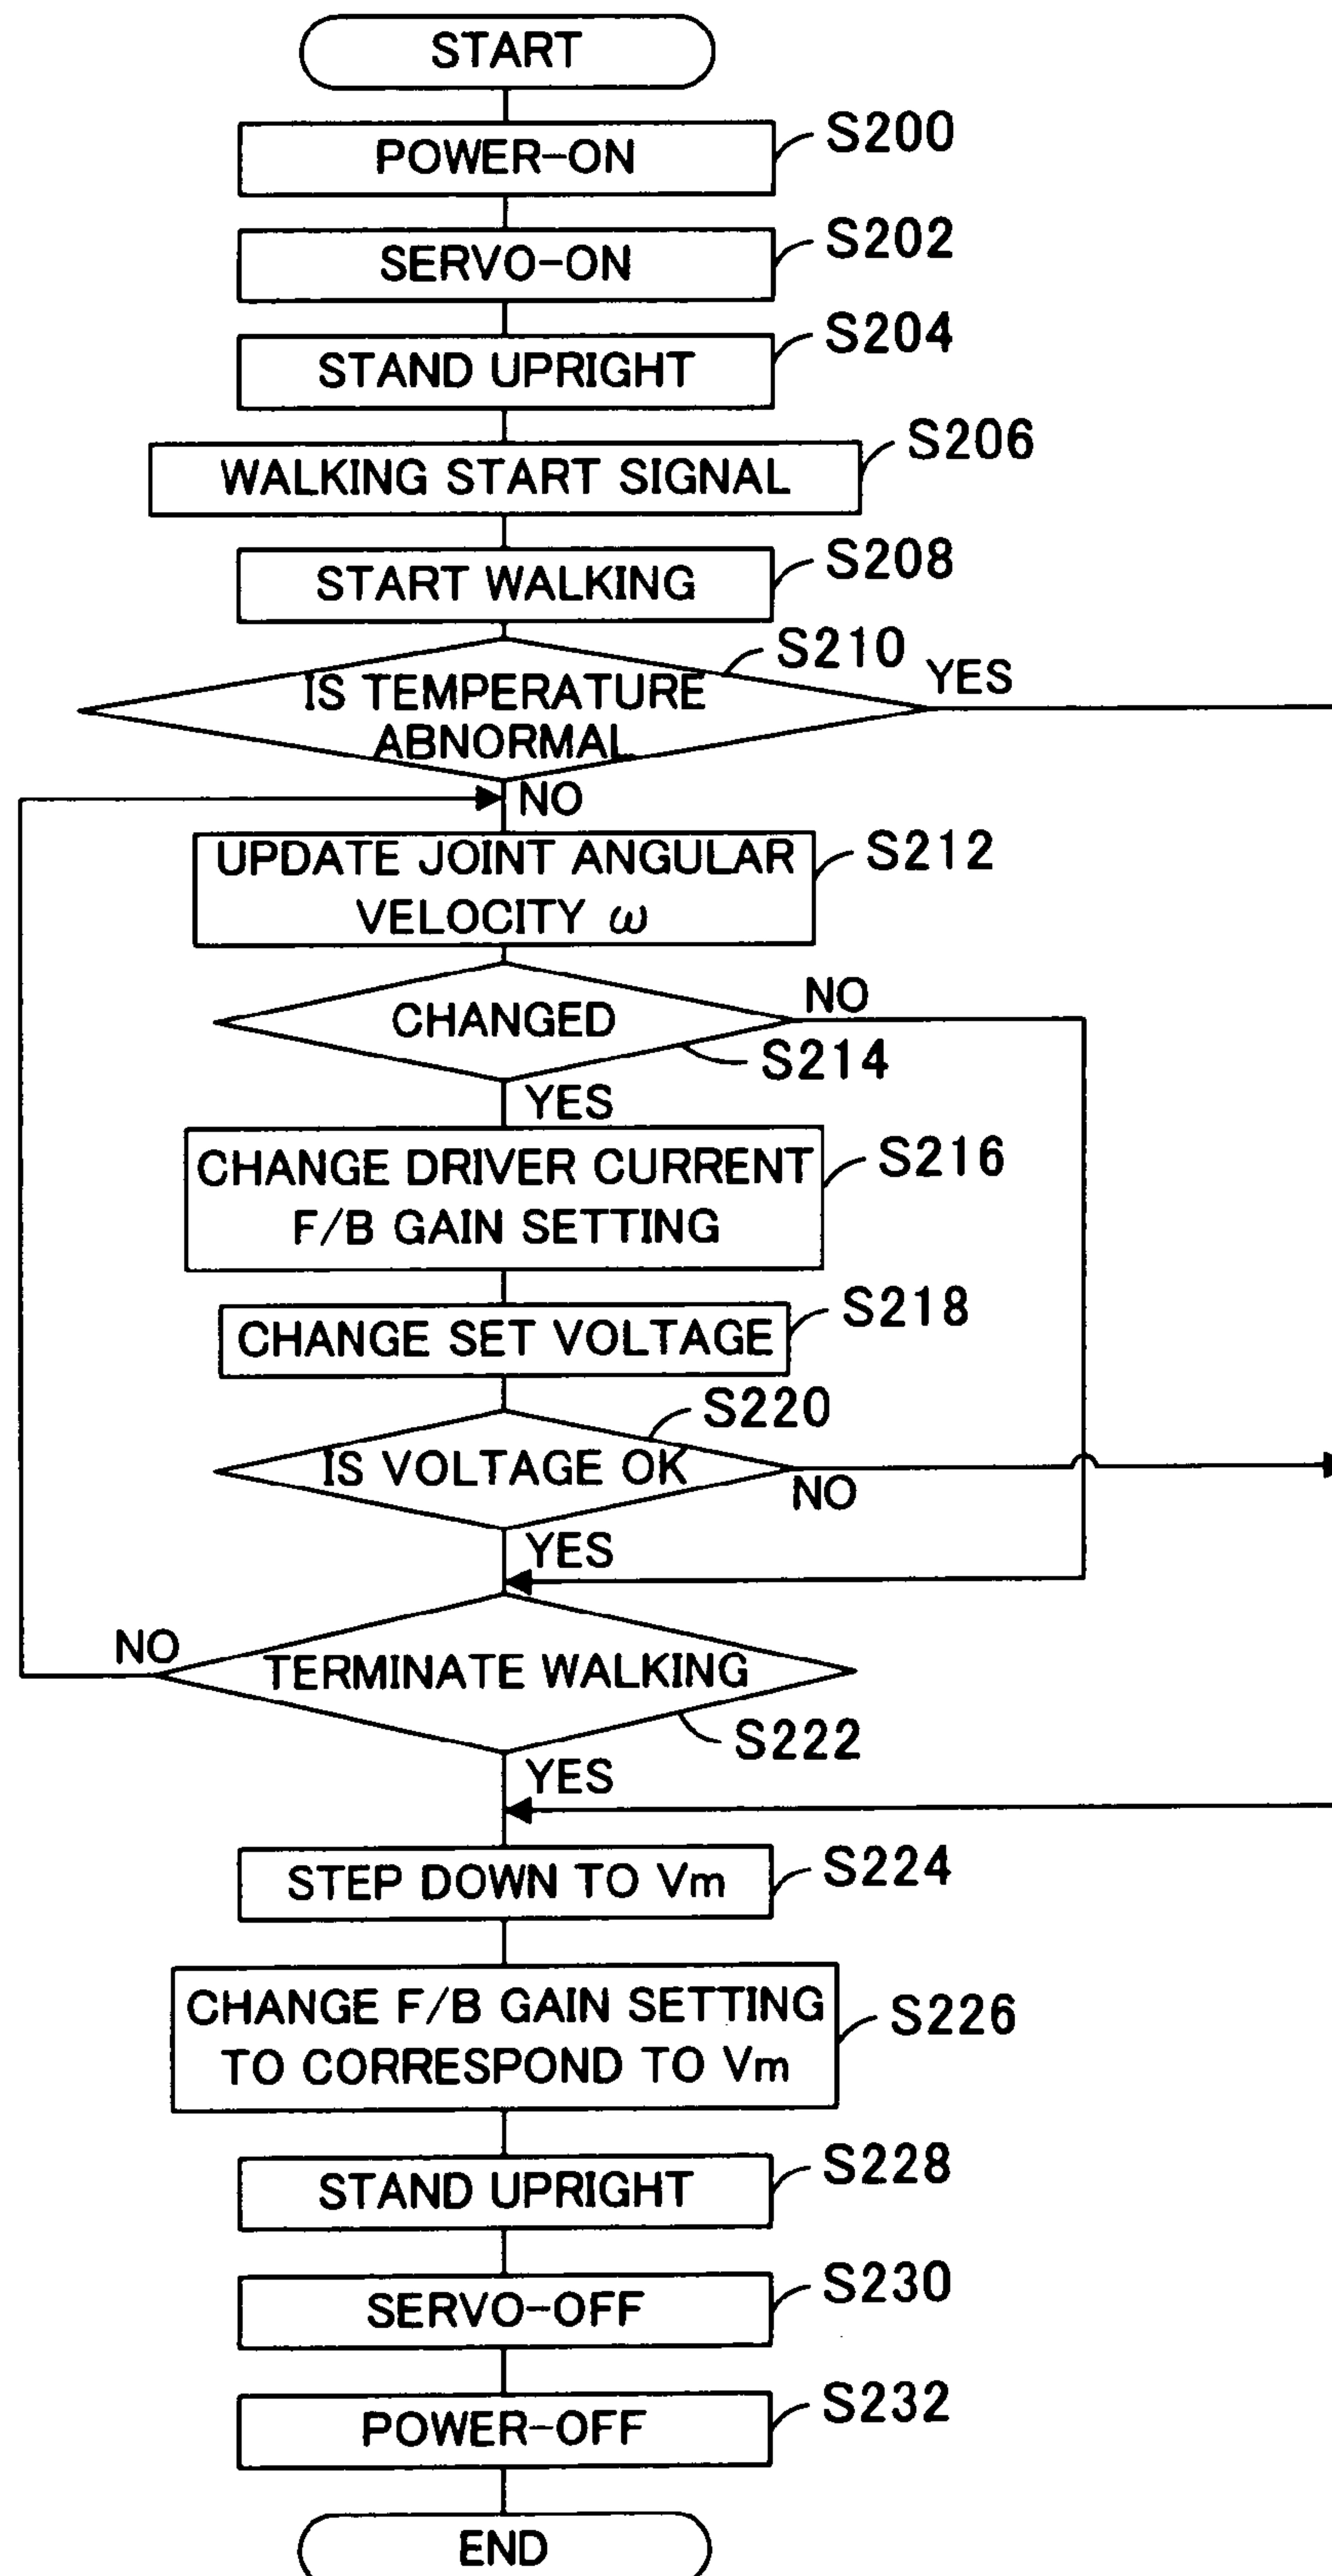 START
POWER-ON
S200
SERVO-ON
S202
STAND UPRIGHT
S204
WALKING START SIGNAL
S206
START WALKING
S208
IS TEMPERATURE
ABNORMAL
S210
YES
NO
UPDATE JOINT ANGULAR
VELOCITY ω
S212
CHANGED
NO
S214
YES
CHANGE DRIVER CURRENT
F/B GAIN SETTING
S216
CHANGE SET VOLTAGE
S218
S220
IS VOLTAGE OK
NO
YES
NO
TERMINATE WALKING
S222
YES
STEP DOWN TO Vm
S224
CHANGE F/B GAIN SETTING
TO CORRESPOND TO Vm
S226
STAND UPRIGHT
S228
SERVO-OFF
S230
POWER-OFF
S232
END